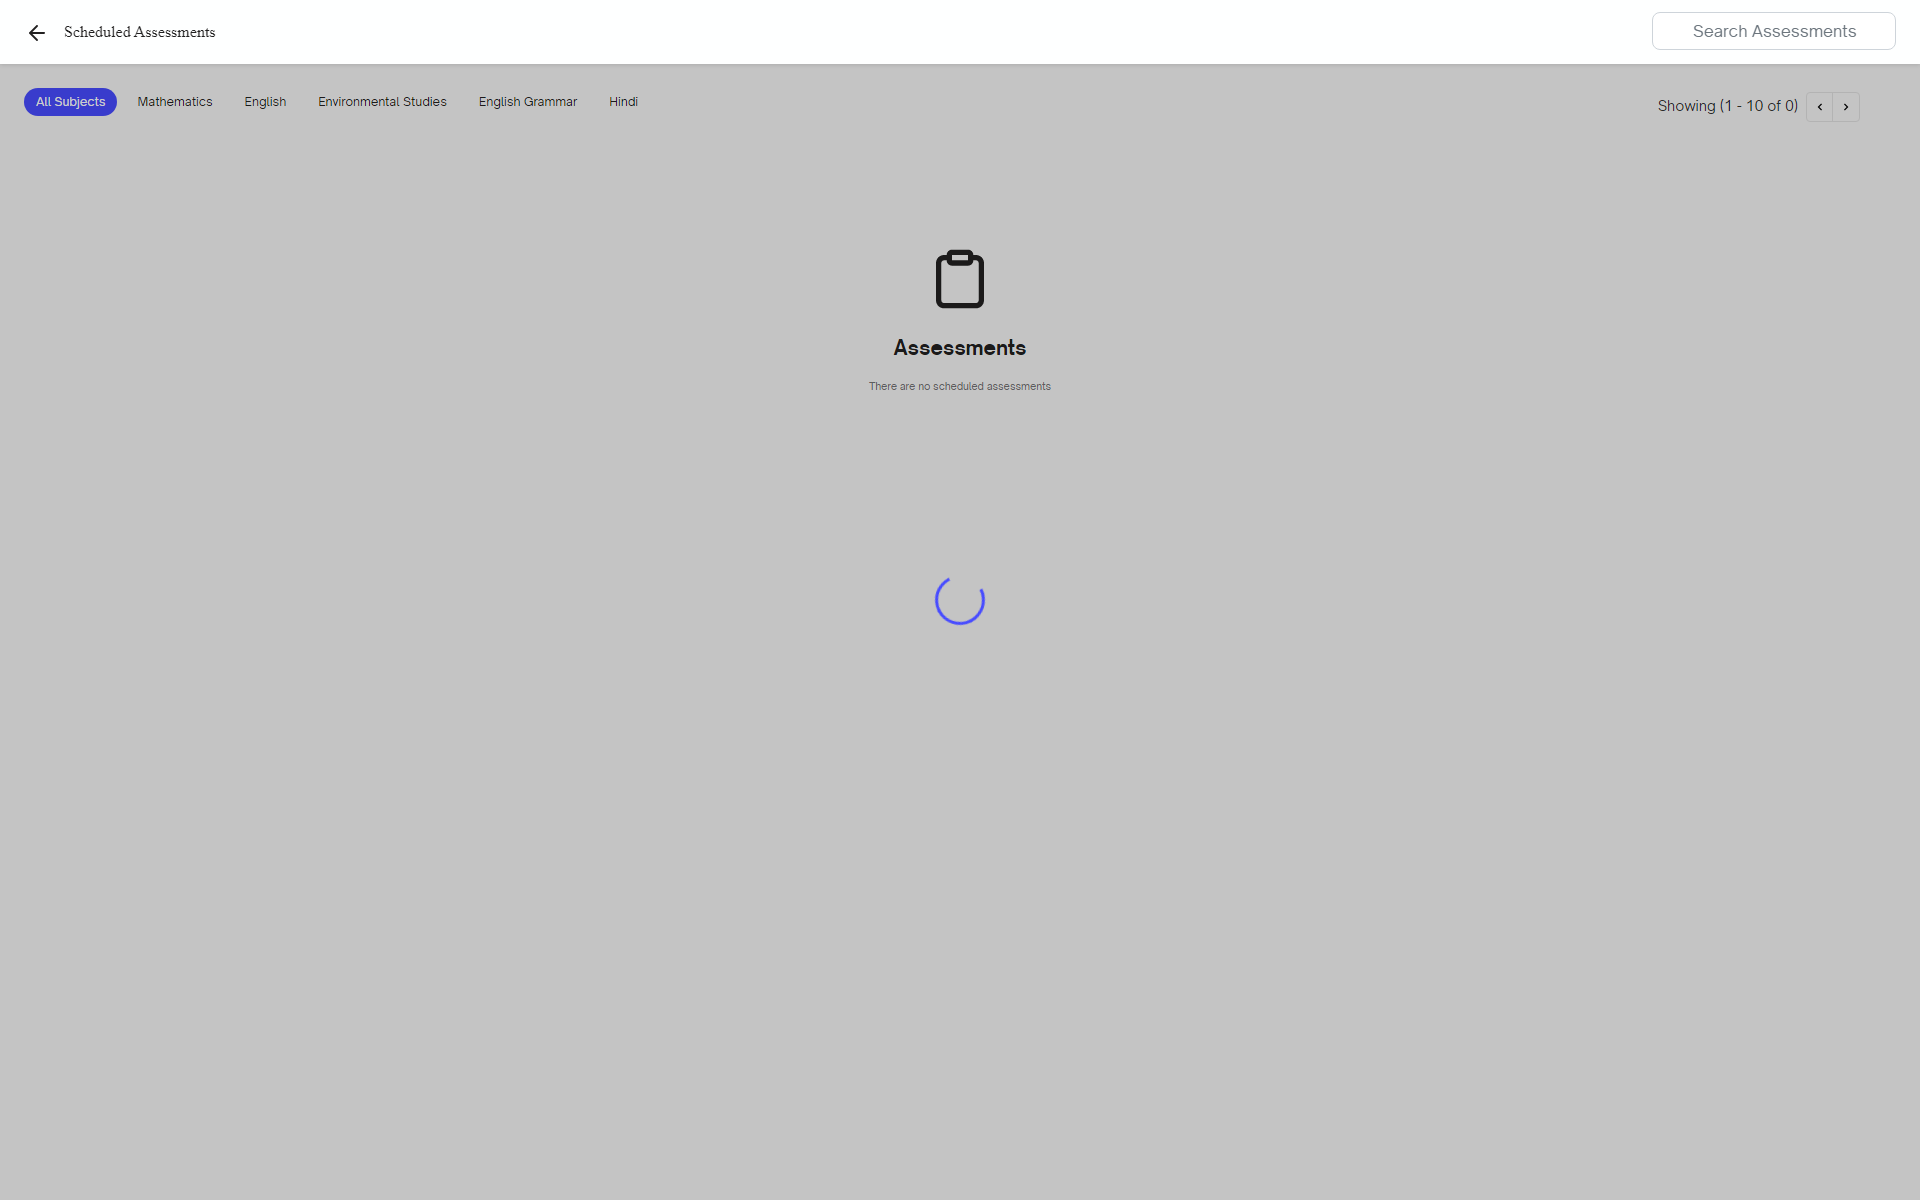 Scheduled Assessments
Search Assessments
All Subjects
Mathematics
English
Environmental Studies
English Grammar
Hindi
Showing (1 - 10 of 0)
Assessments
There are no scheduled assessments